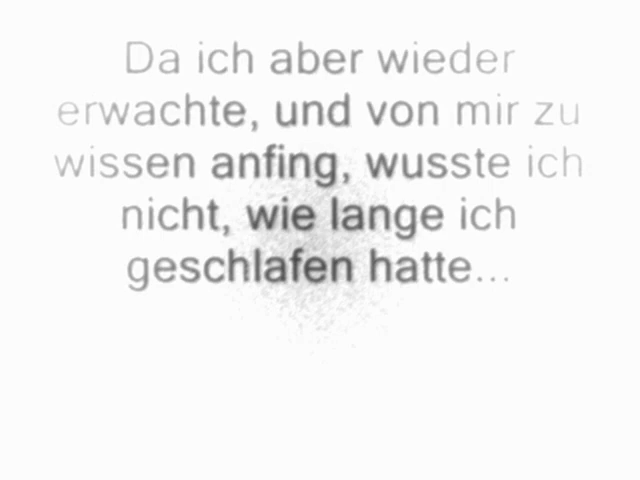 Da ich aber wieder
erwachte, und von mir zu
wissen anfing, wusste ich
nicht, wie lange ich
geschlafen hatte...